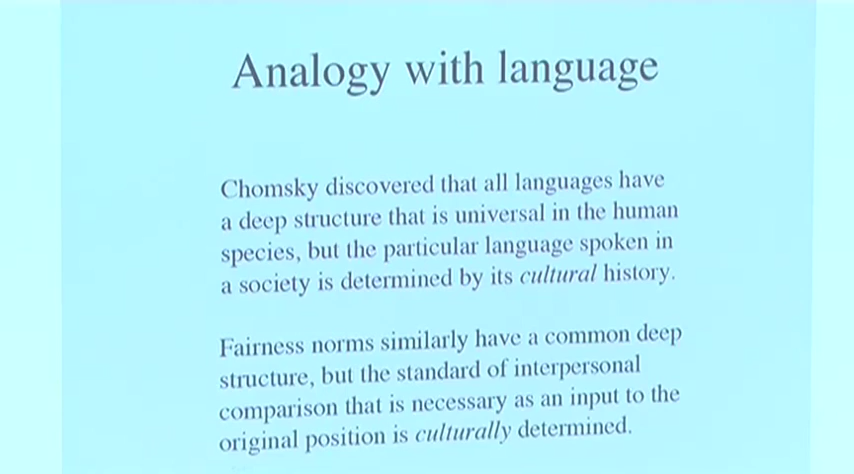 Analogy with language
Chomsky discovered that all languages have
a deep structure that is universal in the human
species, but the particular language spoken in
a society is determined by its cultural history.
Fairness norms similarly have a common deep
structure, but the standard of interpersonal
comparison that is necessary as an input to the
original position is culturally determined.